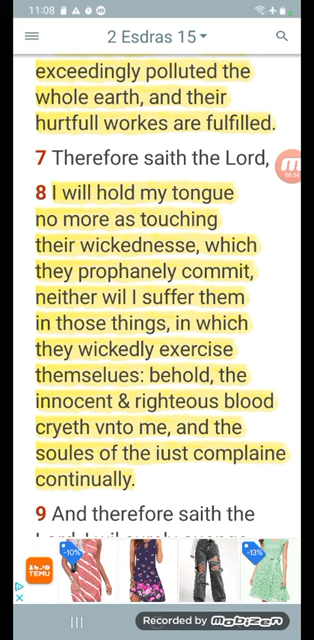 11:08
2 Esdras 15
exceedingly polluted the
whole earth, and their
hurtfull workes are fulfilled.
7 Therefore saith the Lord,
8 I will hold my tongue
no more as touching
their wickednesse, which
they prophanely commit,
neither wil I suffer them
in those things, in which
they wickedly exercise
themselues: behold, the
innocent & righteous blood
cryeth vnto me, and the
soules of the iust complaine
continually.
9 And therefore saith the
TEMU
-10%
-13%
Recorded by mobizen